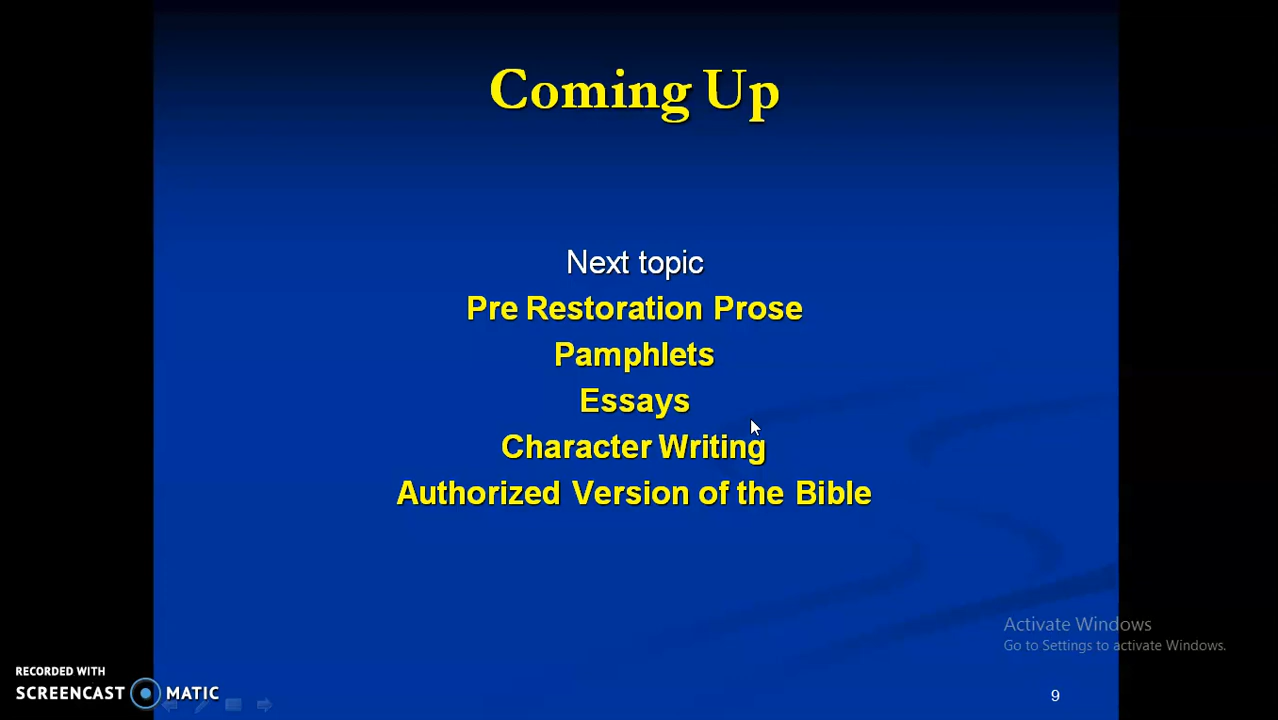 Coming Up
Next topic
Pre Restoration Prose
Pamphlets
Essays
Character Writing
Authorized Version of the Bible
Activate Windows
Go to Settings to activate Windows.
RECORDED WITH
SCREENCAST MATIC
9